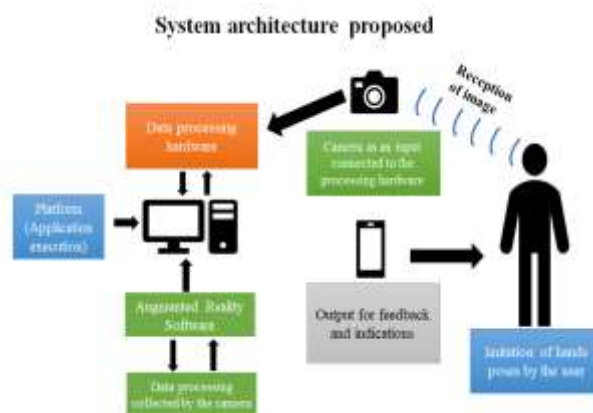 System architecture proposed
Reception
of image
Data processing
hardware
Camera as an input
connected to the
processing hardware
Platform
(Application
execution)
Augmented Reality
Software
Output for feedback
and indications
Imitation of hands
poses by the user
Data processing
collected by the camera